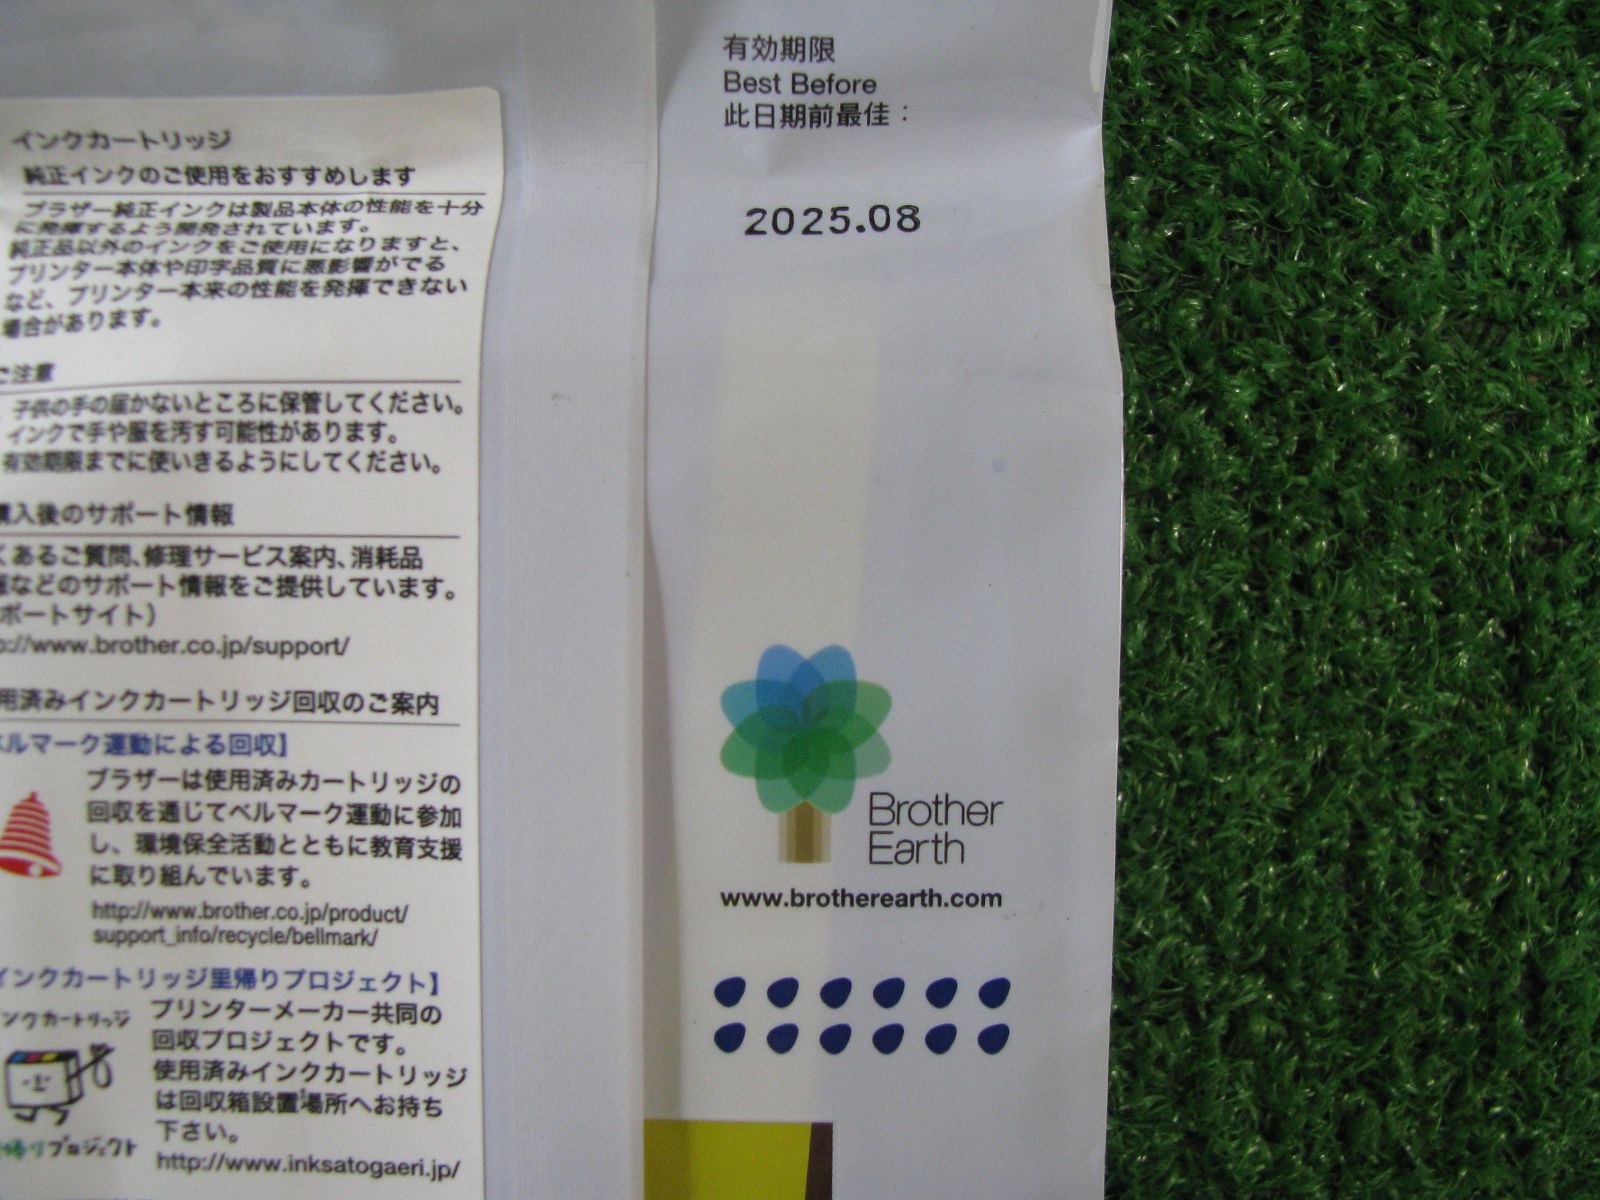 インクカートリッジ
純正インクのご使用をおすすめします
ブラザー純正インクは製品本体の性能を十分
に発揮するよう開発されています。
純正品以外のインクをご使用になりますと、
プリンター本体や印字品質に悪影響がでる
など、プリンター本来の性能を発揮できない
場合があります。
ご注意
子供の手の届かないところに保管してください。
インクで手や服を汚す可能性があります。
有効期限までに使いきるようにしてください。
購入後のサポート情報
くあるご質問、修理サービス案内、消耗品
などのサポート情報をご提供しています。
ポートサイト）
://www.brother.co.jp/support/
用済みインクカートリッジ回収のご案内
ベルマーク運動による回収】
ブラザーは使用済みカートリッジの
回収を通じてベルマーク運動に参加
し、環境保全活動とともに教育支援
に取り組んでいます。
http://www.brother.co.jp/product/
support_info/recycle/bellmark/
インクカートリッジ里帰りプロジェクト】
ンクカートリッジ
帰りプロジェクト
プリンターメーカー共同の
回収プロジェクトです。
使用済みインクカートリッジ
は回収箱設置場所へお持ち
下さい。
http://www.inksatogaeri.jp/
有効期限
Best Before
此日期前最佳：
2025.08
Brother
Earth
www.brotherearth.com